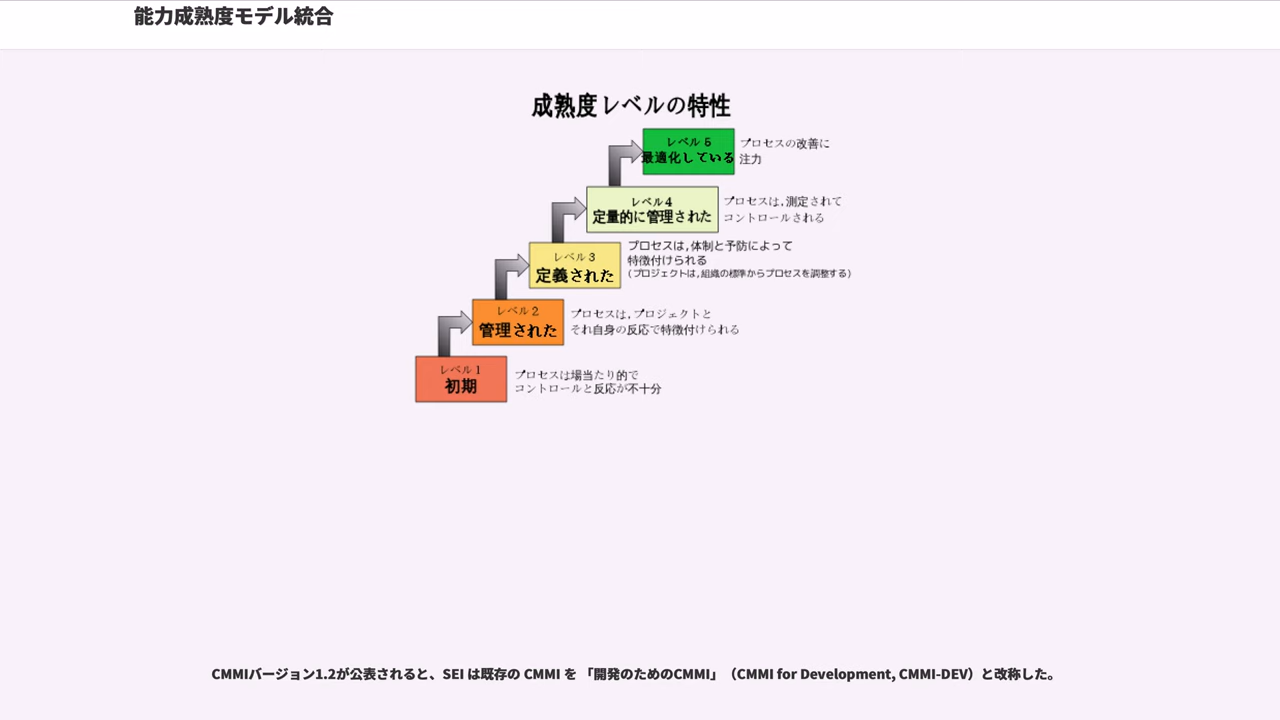 能力成熟度モデル統合
成熟度レベルの特性
レベル 5
最適化している
プロセスの改善に
注力
レベル 4
定量的に管理された
プロセスは，測定されて
コントロールされる
レベル 3
定義された
プロセスは，体制と予防によって
特徴付けられる
（プロジェクトは，組織の標準からプロセスを調整する）
レベル 2
管理された
プロセスは，プロジェクトと
それ自身の反応で特徴付けられる
レベル 1
初期
プロセスは場当たり的で
コントロールと反応が不十分
CMMIバージョン1.2が公表されると、SEI は既存の CMMI を 「開発のためのCMMI」（CMMI for Development, CMMI-DEV）と改称した。